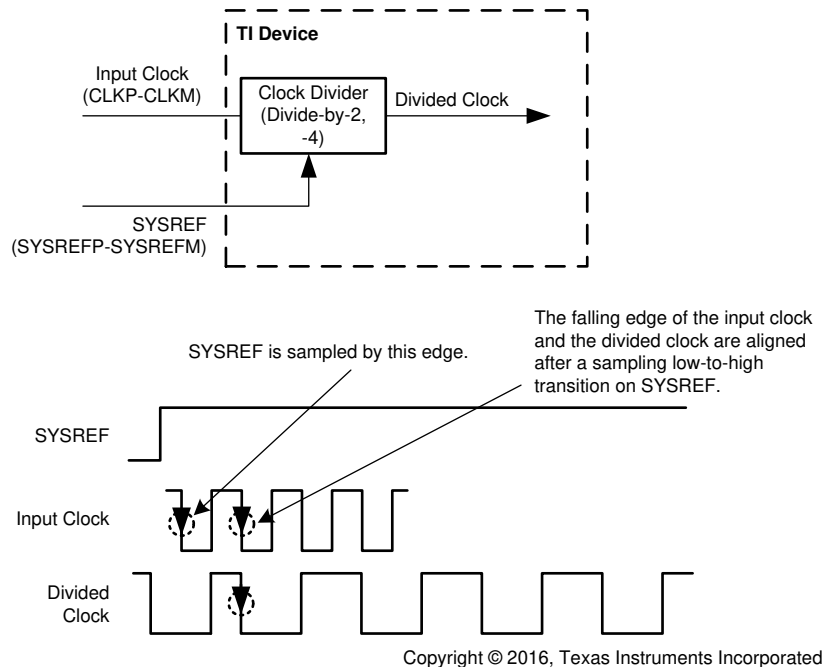 TI Device
Input Clock
(CLKP-CLKM)
Clock Divider
(Divide-by-2,
-4)
Divided Clock
SYSREF
(SYSREFP-SYSREFM)
The falling edge of the input clock
and the divided clock are aligned
after a sampling low-to-high
transition on SYSREF.
SYSREF is sampled by this edge.
SYSREF
Input Clock
Divided
Clock
Copyright © 2016, Texas Instruments Incorporated